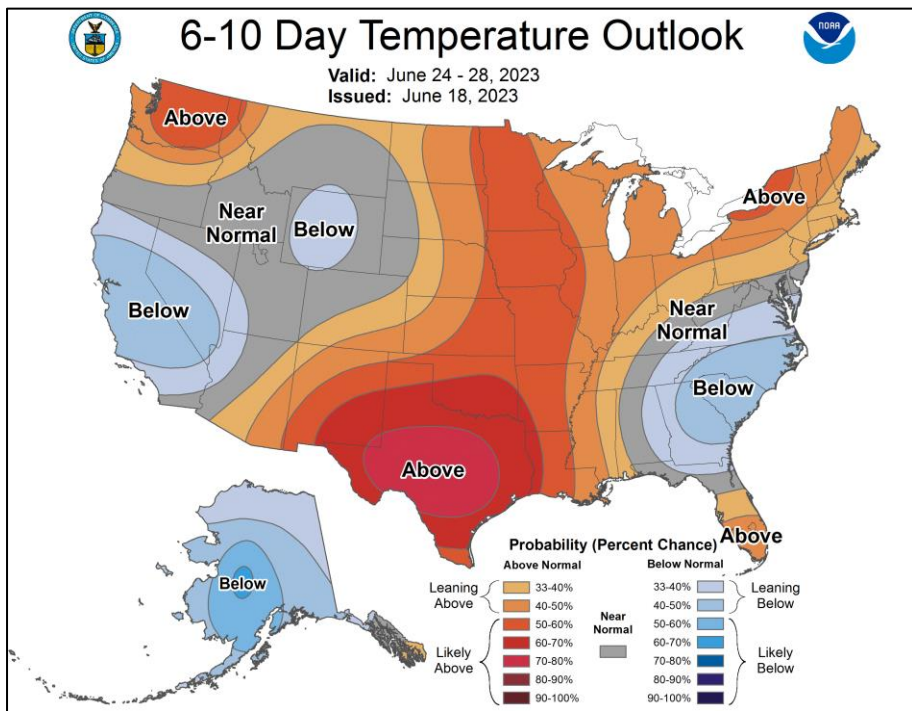 6-10 Day Temperature Outlook
NOAA
Valid: June 24 - 28, 2023
Issued: June 18, 2023
Above
Near
Normal
Below
Below
Above
Near
Normal
Below
Above
Above
Below
Probability (Percent Chance)
Above Normal
Below Normal
Leaning
Above
33-40%
40-50%
Likely
Above
50-60%
60-70%
70-80%
80-90%
90-100%
Near
Normal
33-40%
40-50%
Leaning
Below
50-60%
60-70%
70-80%
80-90%
90-100%
Likely
Below